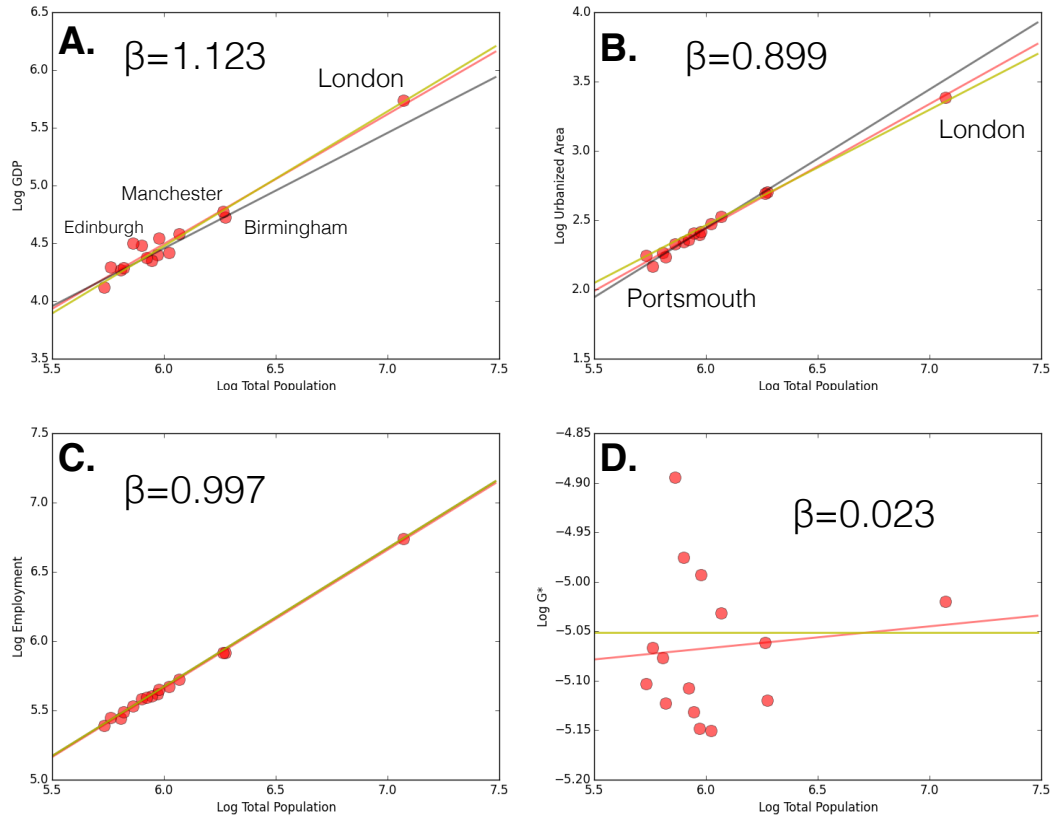 A.
β=1.123
London
Manchester
Edinburgh
Birmingham
6.5
6.0
5.5
5.0
4.5
4.0
3.5
Log GDP
5.5 6.0 6.5 7.0 7.5
Log Total Population
B.
β=0.899
London
Portsmouth
4.0
3.5
3.0
2.5
2.0
1.5
Log Urbanized Area
5.5 6.0 6.5 7.0 7.5
Log Total Population
C.
β=0.997
7.5
7.0
6.5
6.0
5.5
5.0
Log Employment
5.5 6.0 6.5 7.0 7.5
Log Total Population
D.
β=0.023
−4.85
−4.90
−4.95
−5.00
−5.05
−5.10
−5.15
−5.20
Log G*
5.5 6.0 6.5 7.0 7.5
Log Total Population